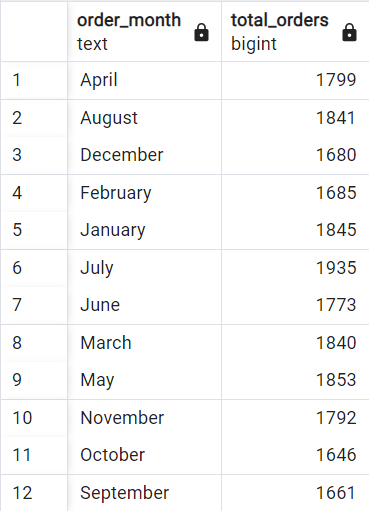 order_month total_orders
text bigint
1 April 1799
2 August 1841
3 December 1680
4 February 1685
5 January 1845
6 July 1935
7 June 1773
8 March 1840
9 May 1853
10 November 1792
11 October 1646
12 September 1661